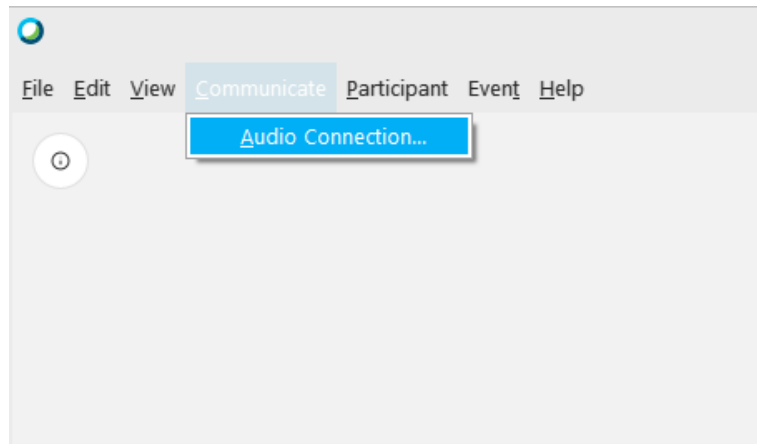 File Edit View Communicate Participant Event Help
Audio Connection...